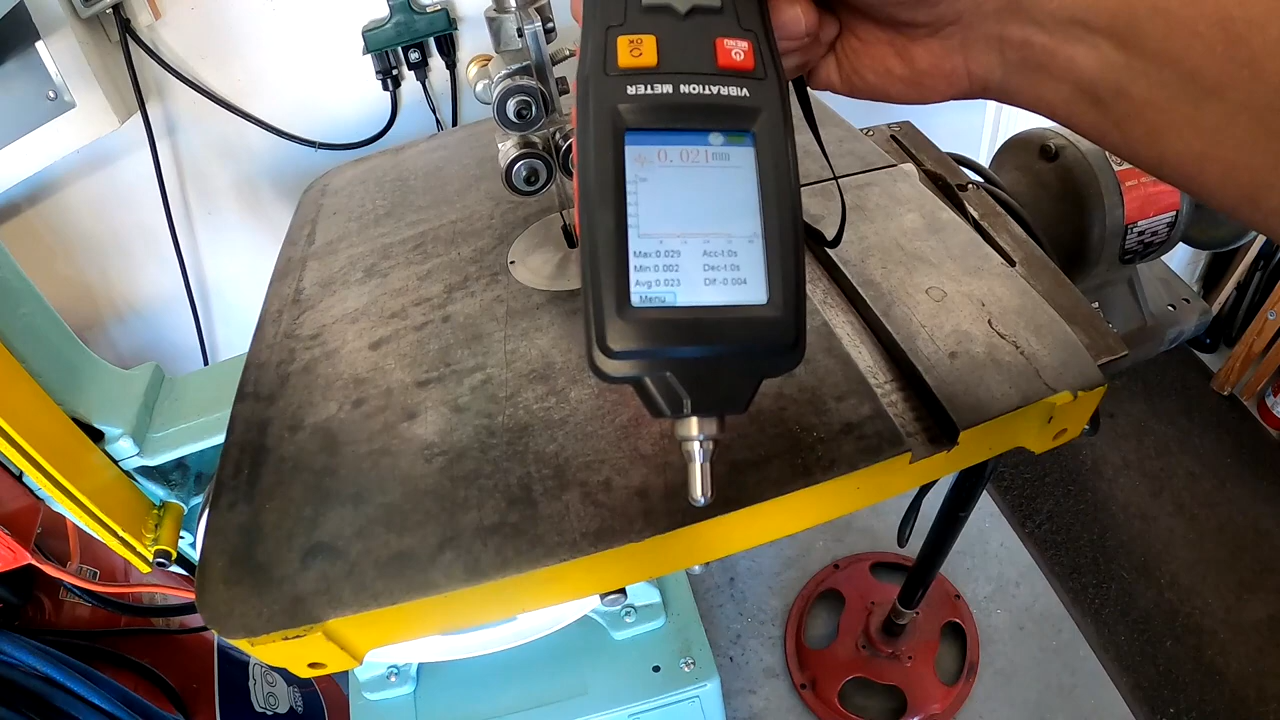 OK
MENU
VIBRATION METER
0.021mm
Max:0.029 Acc-t:0s
Min:0.002 Dec-t:0s
Avg:0.023 Dif:-0.004
Menu